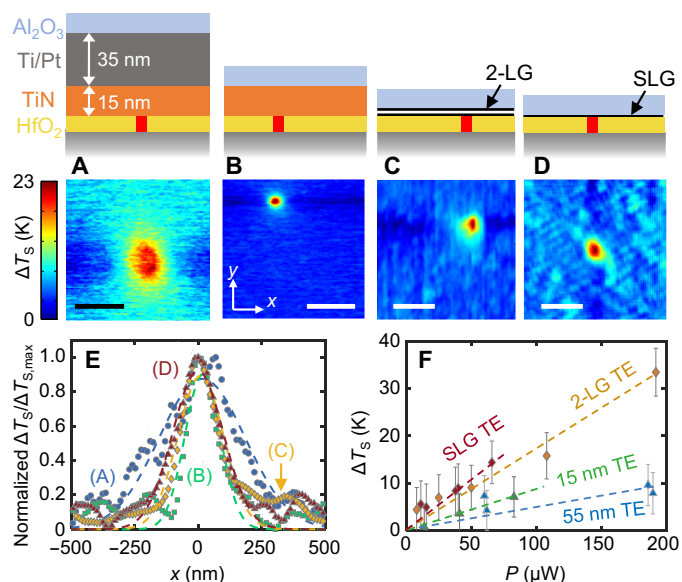 Al₂O₃
Ti/Pt
35 nm
TiN
15 nm
HfO₂
2-LG
SLG
A
B
C
D
23
ΔTₛ (K)
0
y
x
E
(D)
(C)
(A)
(B)
Normalized ΔTₛ/ΔTₛ,max
1.0
0.8
0.6
0.4
0.2
0
−500 −250 0 250 500
x (nm)
F
2-LG TE
SLG TE
15 nm TE
55 nm TE
ΔTₛ (K)
40
30
20
10
0
0 50 100 150 200
P (μW)